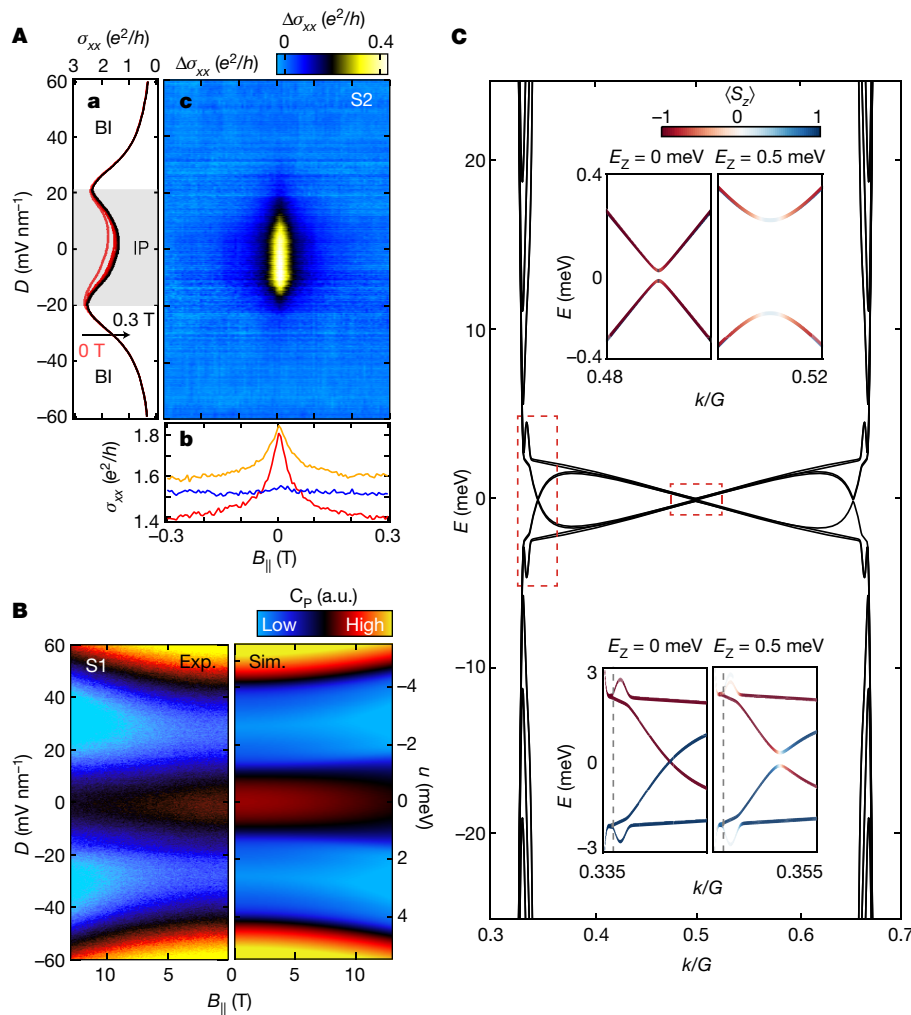 A
σxx (e²/h)
3 2 1 0
Δσxx (e²/h)
0 0.4
Δσxx (e²/h)
a
BI
IP
0.3 T
0 T
BI
60
40
20
0
−20
−40
−60
D (mV nm⁻¹)
c
S2
b
1.8
1.6
1.4
σxx (e²/h)
−0.3 0 0.3
B|| (T)
B
CP (a.u.)
Low High
S1 Exp. Sim.
60
40
20
0
−20
−40
−60
D (mV nm⁻¹)
−4
−2
0
2
4
u (meV)
10 5 0 5 10
B|| (T)
C
⟨Sz⟩
−1 0 1
EZ = 0 meV EZ = 0.5 meV
0.4
0
−0.4
E (meV)
0.48 0.52
k/G
20
10
0
−10
−20
E (meV)
EZ = 0 meV EZ = 0.5 meV
3
0
−3
E (meV)
0.335 0.355
k/G
0.3 0.4 0.5 0.6 0.7
k/G